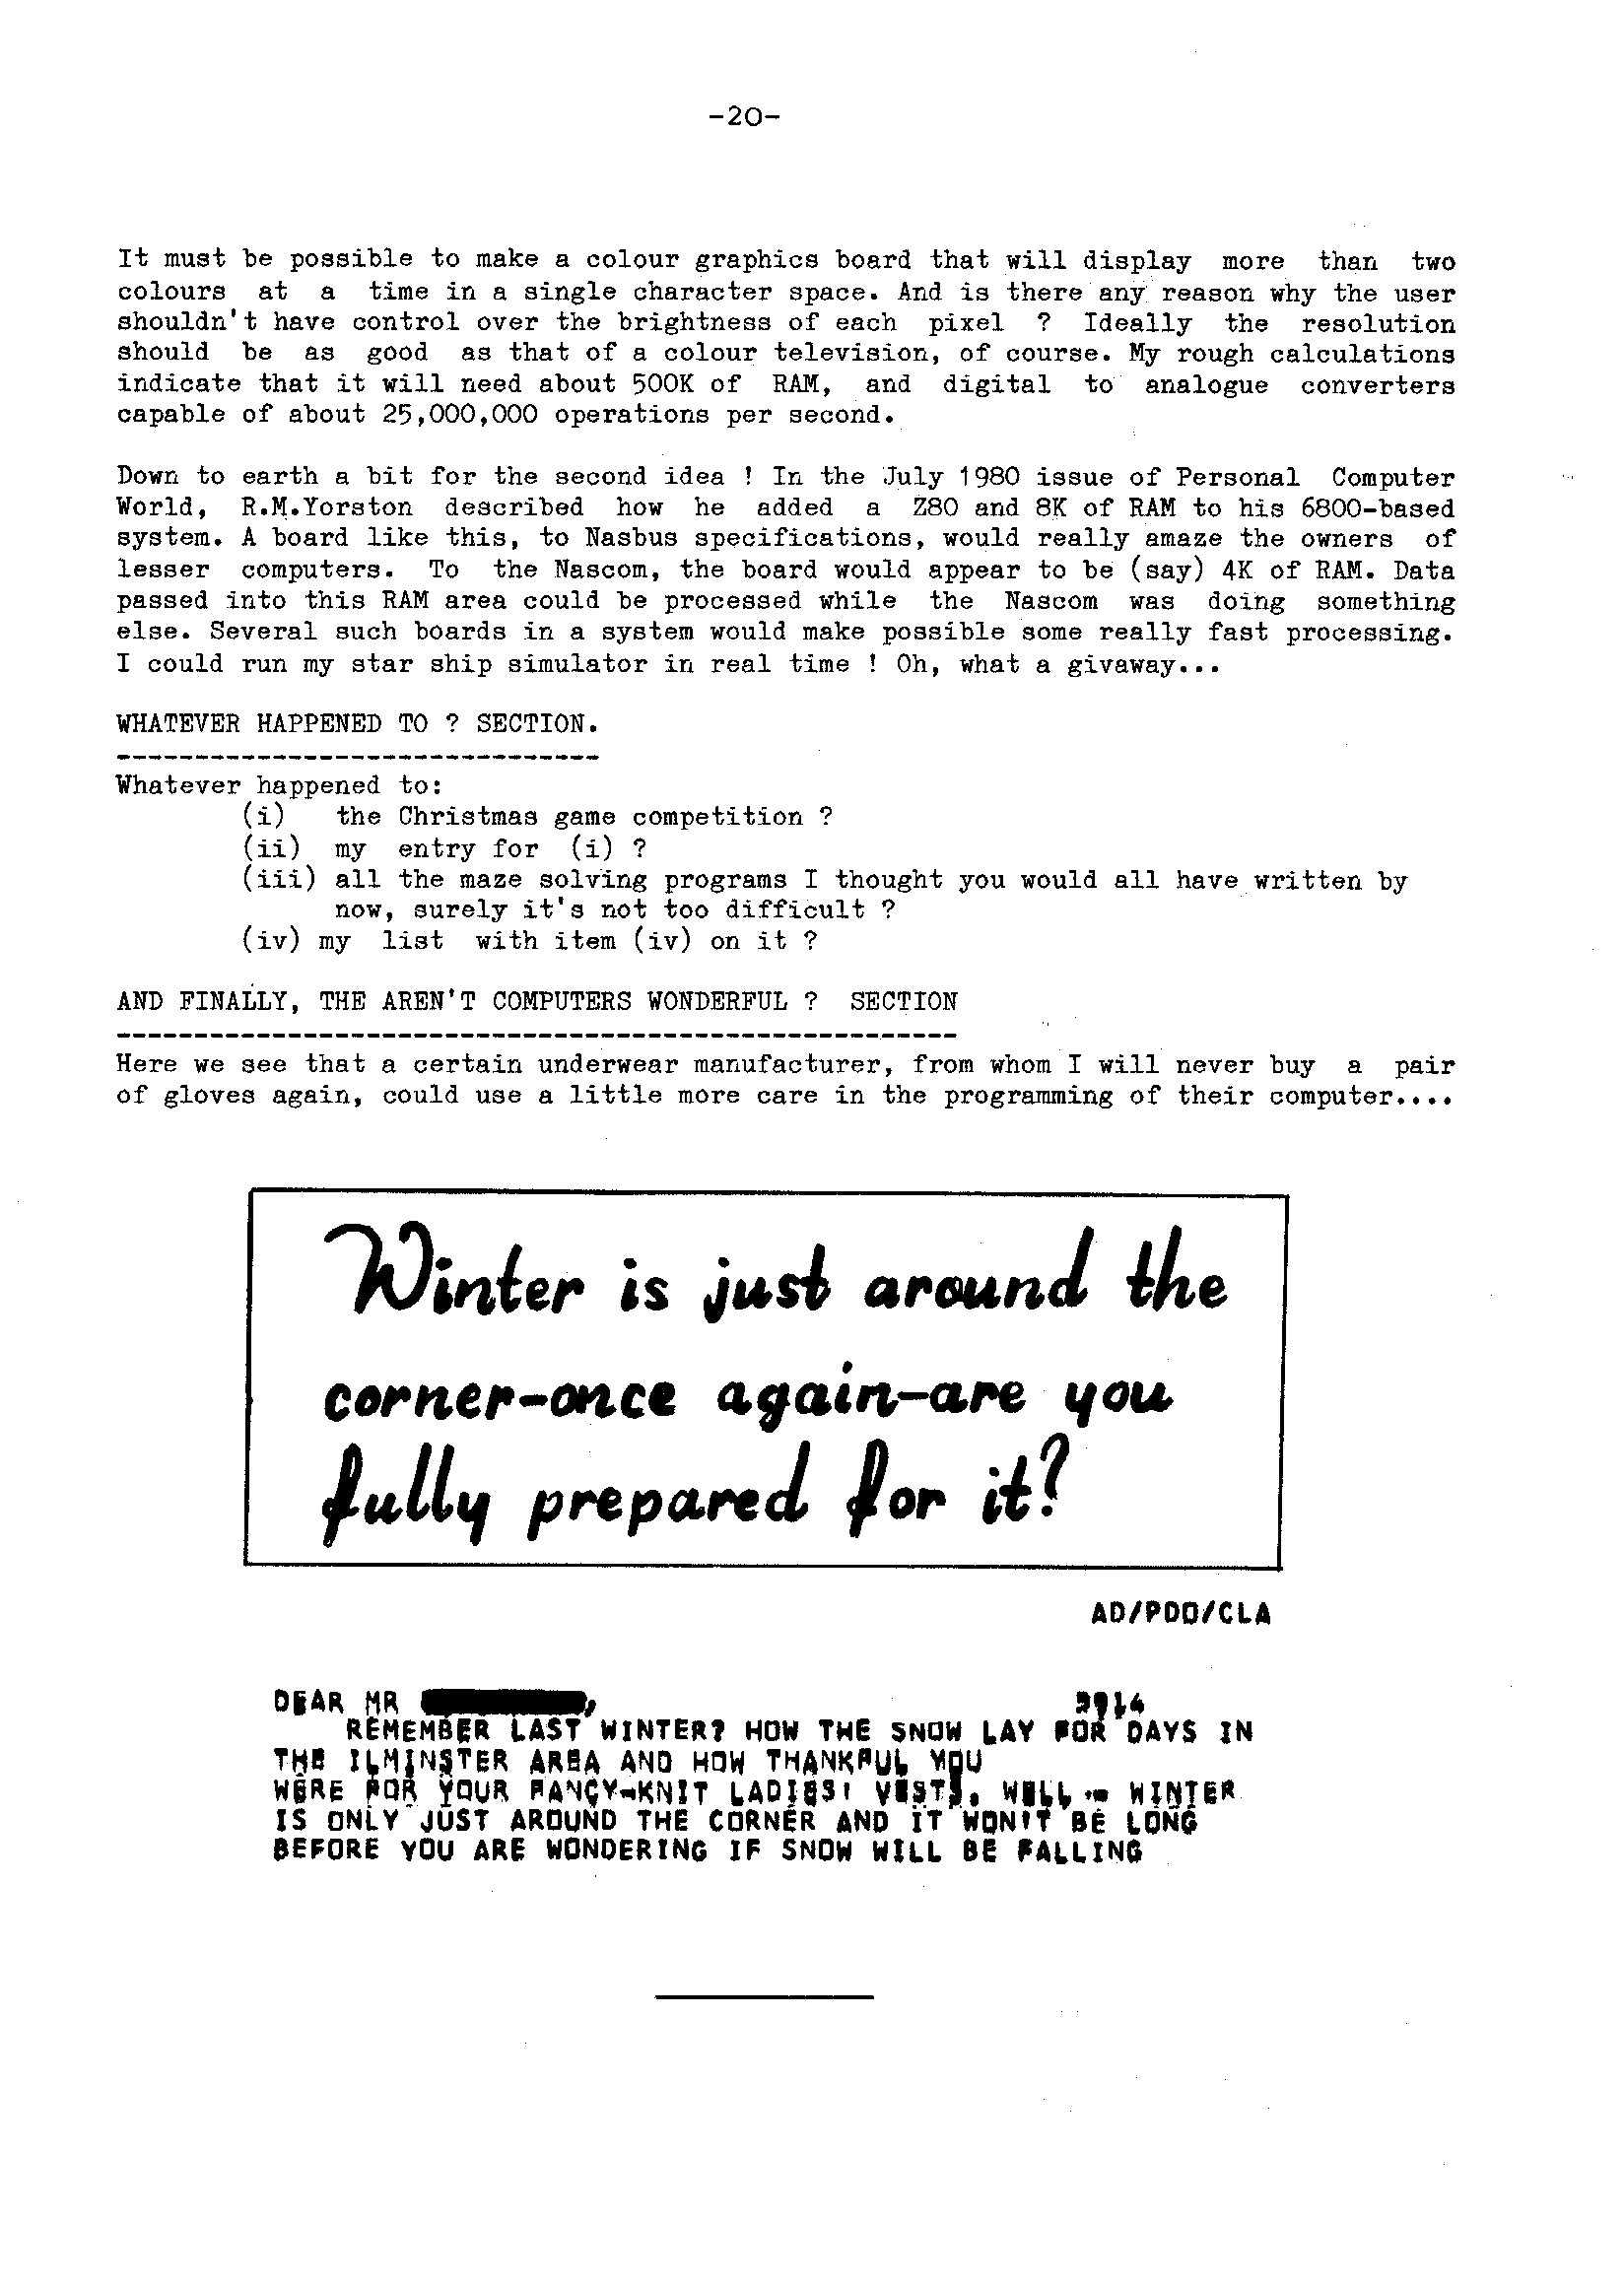 -20-
It must be possible to make a colour graphics board that will display more than two
colours at a time in a single character space. And is there any reason why the user
shouldn't have control over the brightness of each pixel ? Ideally the resolution
should be as good as that of a colour television, of course. My rough calculations
indicate that it will need about 500K of RAM, and digital to analogue converters
capable of about 25,000,000 operations per second.
Down to earth a bit for the second idea ! In the July 1980 issue of Personal Computer
World, R.M.Yorston described how he added a Z80 and 8K of RAM to his 6800-based
system. A board like this, to Nasbus specifications, would really amaze the owners of
lesser computers. To the Nascom, the board would appear to be (say) 4K of RAM. Data
passed into this RAM area could be processed while the Nascom was doing something
else. Several such boards in a system would make possible some really fast processing.
I could run my star ship simulator in real time ! Oh, what a givaway...
WHATEVER HAPPENED TO ? SECTION.
-------------------------------
Whatever happened to:
(i) the Christmas game competition ?
(ii) my entry for (i) ?
(iii) all the maze solving programs I thought you would all have written by
now, surely it's not too difficult ?
(iv) my list with item (iv) on it ?
AND FINALLY, THE AREN'T COMPUTERS WONDERFUL ? SECTION
------------------------------------------------------
Here we see that a certain underwear manufacturer, from whom I will never buy a pair
of gloves again, could use a little more care in the programming of their computer....
Winter is just around the
corner-once again-are you
fully prepared for it?
AD/PDD/CLA
DEAR MR ,
REMEMBER LAST WINTER? HOW THE SNOW LAY FOR DAYS IN
THE ILMINSTER AREA AND HOW THANKFUL YOU
WERE FOR YOUR FANCY-KNIT LADIES' VESTS. WELL - WINTER
IS ONLY JUST AROUND THE CORNER AND IT WON'T BE LONG
BEFORE YOU ARE WONDERING IF SNOW WILL BE FALLING